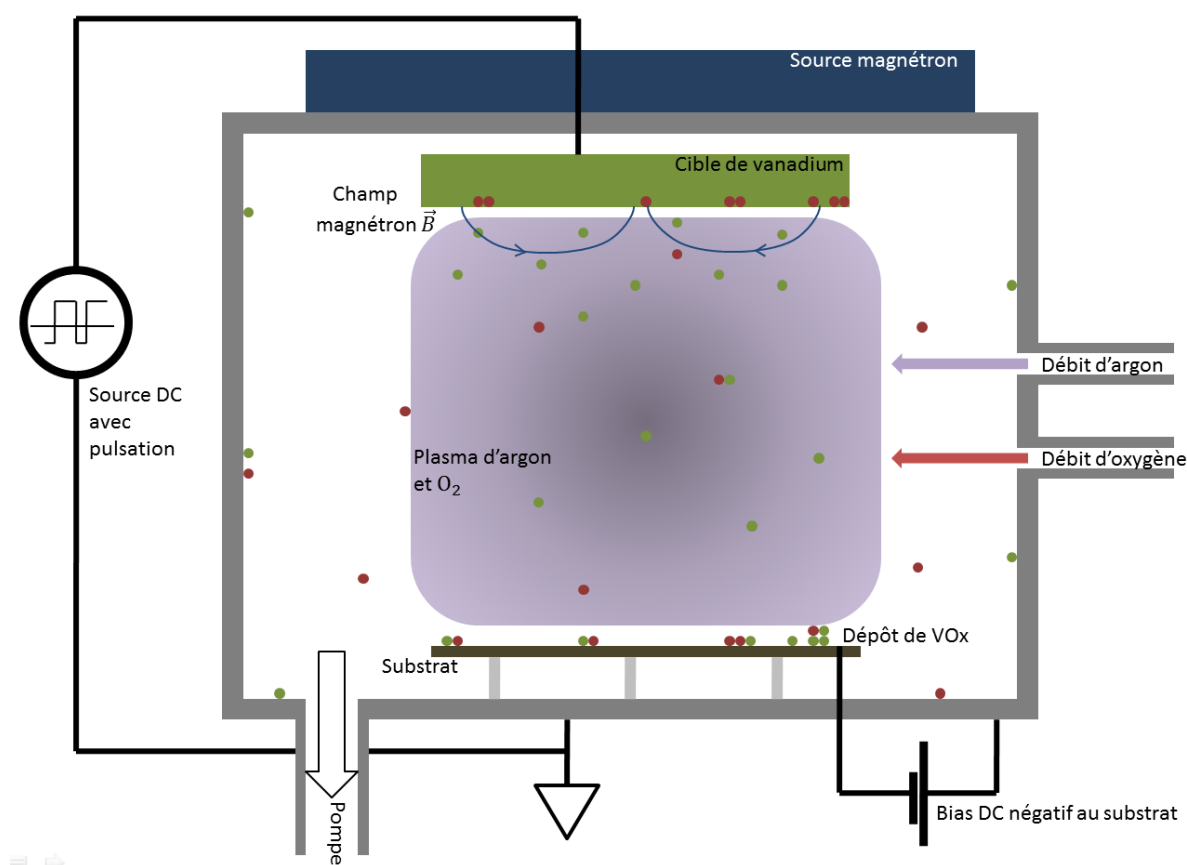 Source magnétron
Cible de vanadium
Champ
magnétron B⃗
Source DC
avec
pulsation
Débit d'argon
Débit d'oxygène
Plasma d'argon
et O₂
Dépôt de VOx
Substrat
Pompe
Bias DC négatif au substrat